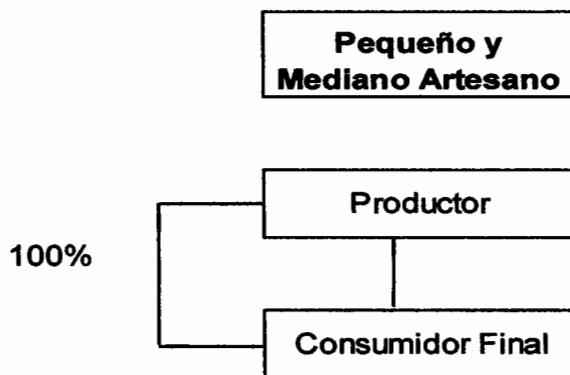 Pequeño y
Mediano Artesano
Productor
100%
Consumidor Final